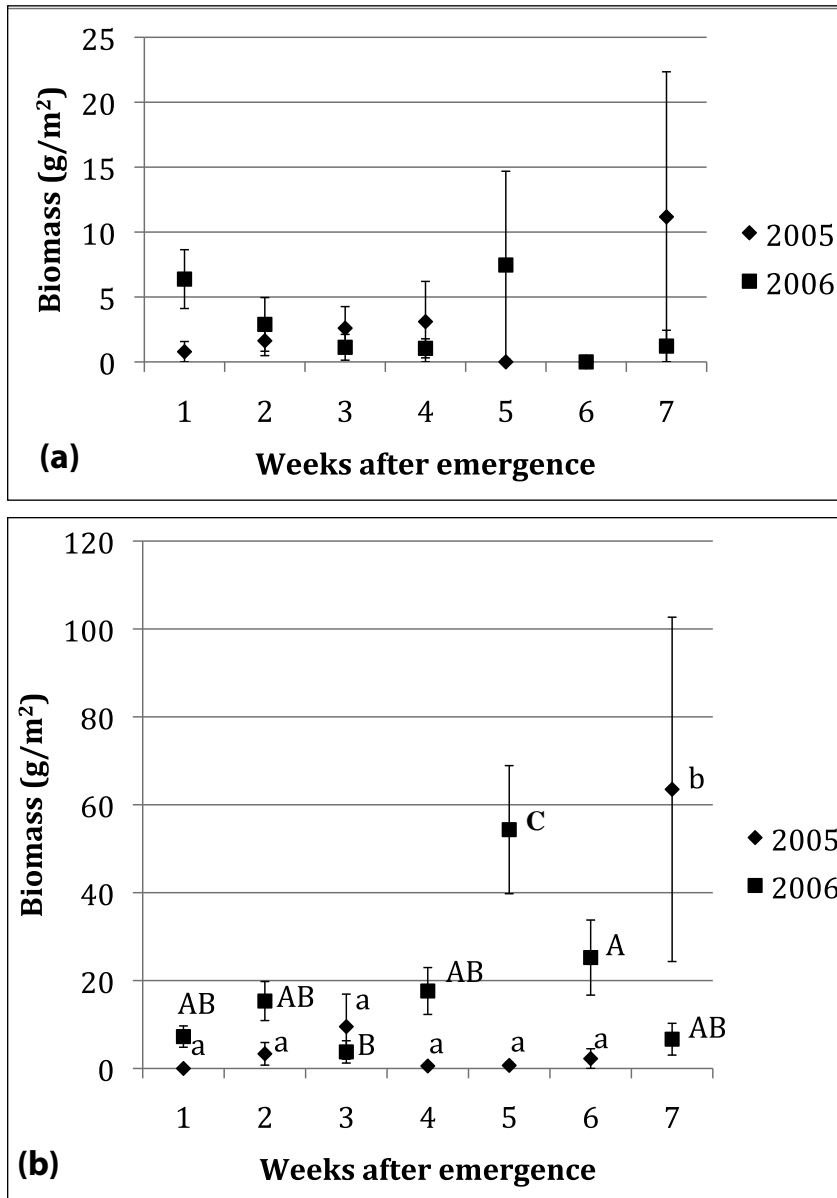 25
20
15
10
5
0
Biomass (g/m²)
1 2 3 4 5 6 7
Weeks after emergence
(a)
2005
2006
120
100
80
60
40
20
0
Biomass (g/m²)
AB a
AB a
a B
AB a
C a
A a
b AB
1 2 3 4 5 6 7
Weeks after emergence
(b)
2005
2006